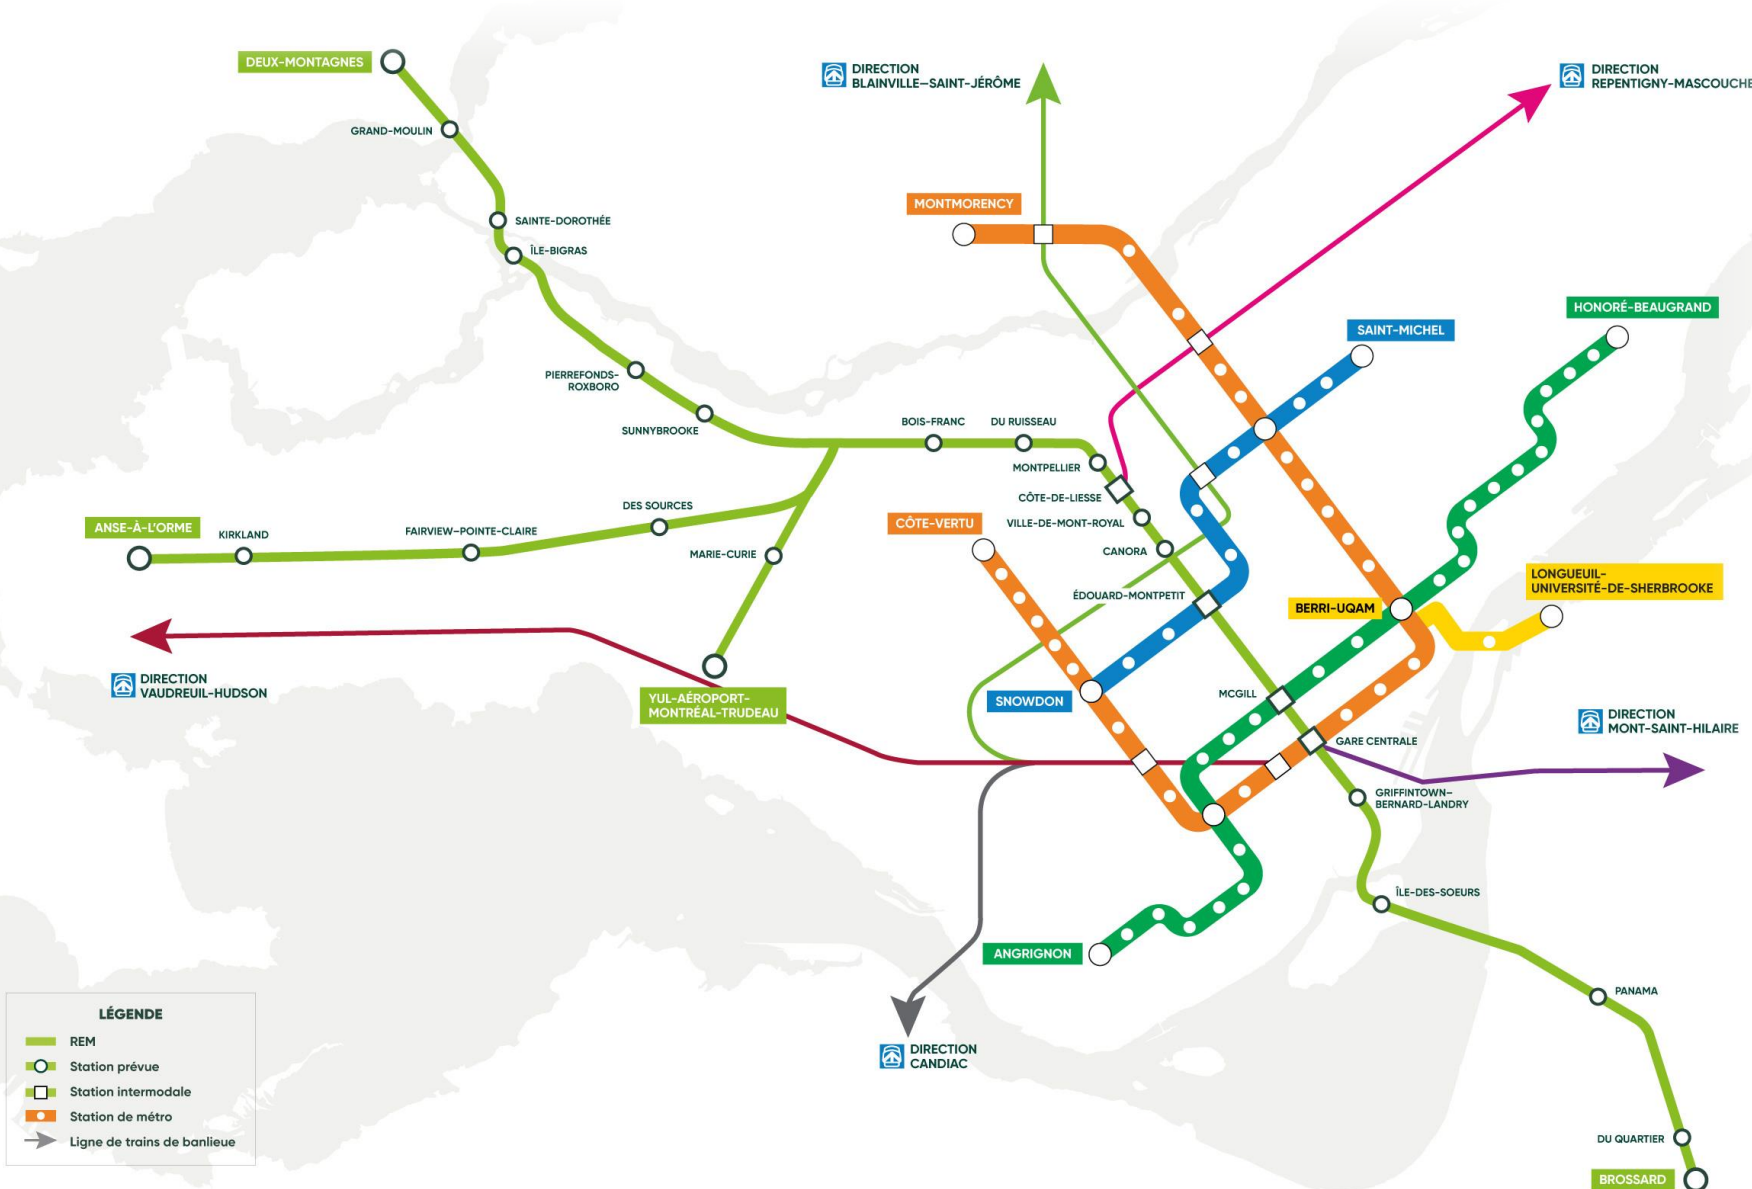 DEUX-MONTAGNES
GRAND-MOULIN
SAINTE-DOROTHÉE
ÎLE-BIGRAS
PIERREFONDS-
ROXBORO
SUNNYBROOKE
BOIS-FRANC
DU RUISSEAU
MONTPELLIER
CÔTE-DE-LIESSE
VILLE-DE-MONT-ROYAL
CANORA
ÉDOUARD-MONTPETIT
MCGILL
GARE CENTRALE
GRIFFINTOWN–
BERNARD-LANDRY
ÎLE-DES-SOEURS
PANAMA
DU QUARTIER
BROSSARD
ANSE-À-L'ORME
KIRKLAND
FAIRVIEW–POINTE-CLAIRE
DES SOURCES
MARIE-CURIE
YUL-AÉROPORT-
MONTRÉAL-TRUDEAU
DIRECTION
BLAINVILLE–SAINT-JÉRÔME
DIRECTION
REPENTIGNY-MASCOUCHE
MONTMORENCY
SAINT-MICHEL
HONORÉ-BEAUGRAND
CÔTE-VERTU
LONGUEUIL-
UNIVERSITÉ-DE-SHERBROOKE
BERRI-UQAM
SNOWDON
DIRECTION
VAUDREUIL-HUDSON
DIRECTION
MONT-SAINT-HILAIRE
ANGRIGNON
DIRECTION
CANDIAC
LÉGENDE
REM
Station prévue
Station intermodale
Station de métro
Ligne de trains de banlieue